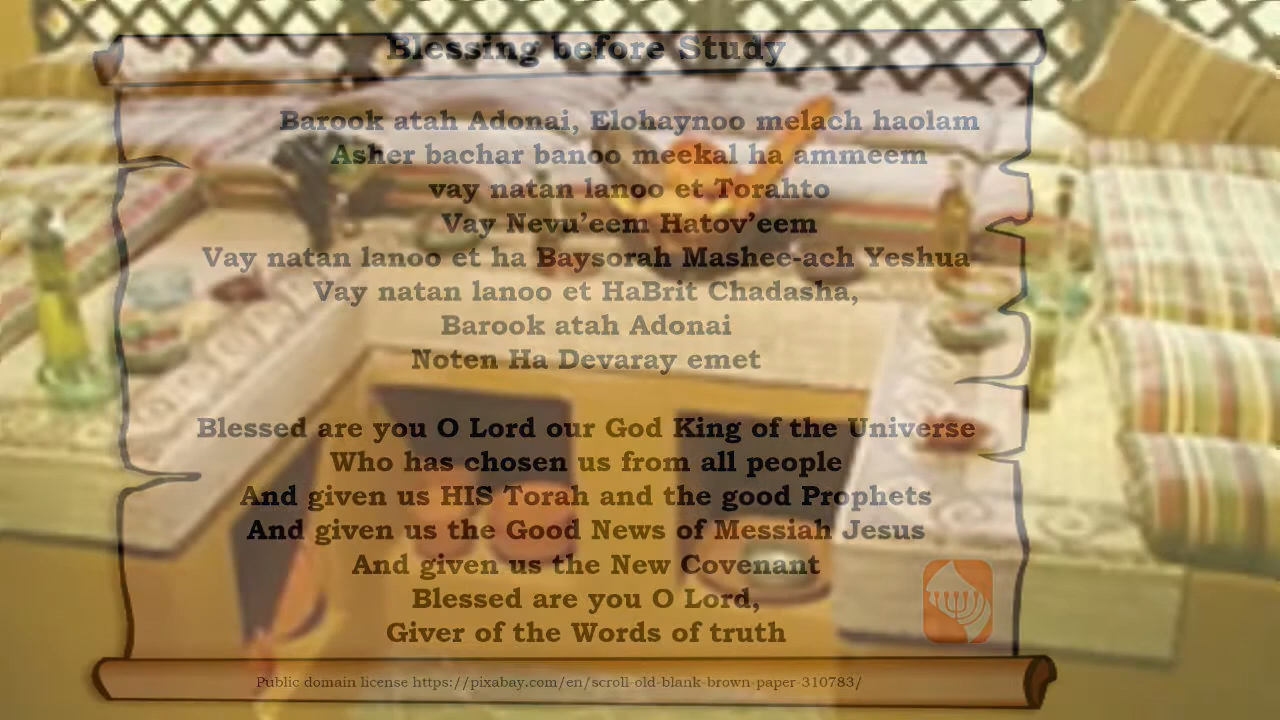 Blessing before Study
Barook atah Adonai, Elohaynoo melach haolam
Asher bachar banoo meekal ha ammeem
vay natan lanoo et Torahto
Vay Nevu'eem Hatov'eem
Vay natan lanoo et ha Baysorah Mashee-ach Yeshua
Vay natan lanoo et HaBrit Chadasha,
Barook atah Adonai
Noten Ha Devaray emet
Blessed are you O Lord our God King of the Universe
Who has chosen us from all people
And given us HIS Torah and the good Prophets
And given us the Good News of Messiah Jesus
And given us the New Covenant
Blessed are you O Lord,
Giver of the Words of truth
Public domain license https://pixabay.com/en/scroll-old-blank-brown-paper-310783/